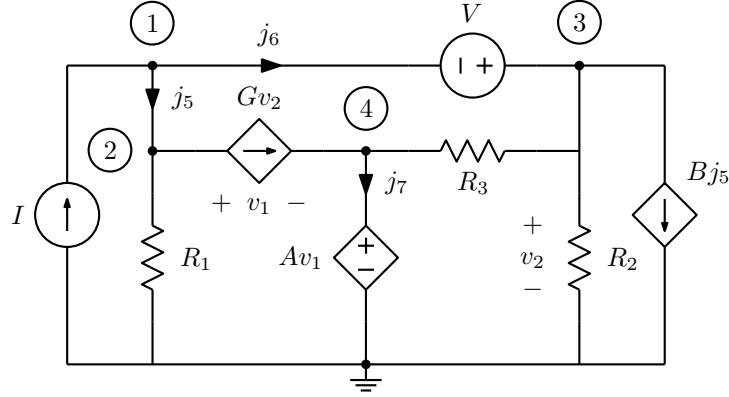 1
V
3
j₆
j₅
Gv₂
4
2
R₃
j₇
Bj₅
+ v₁ −
I
R₁
Av₁
+
−
+
v₂
−
R₂